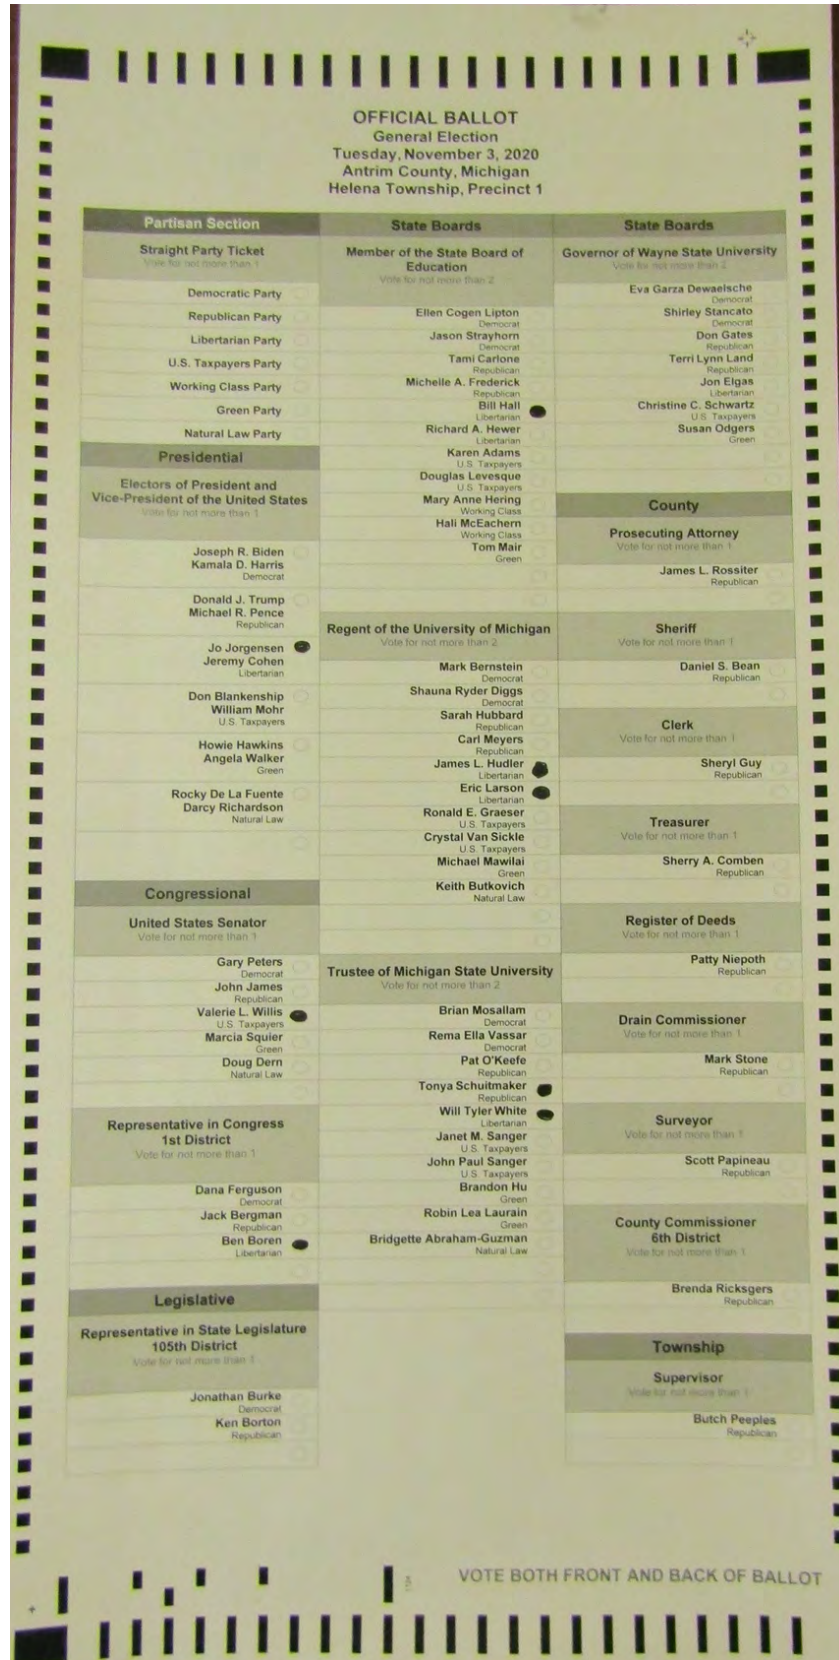 OFFICIAL BALLOT
General Election
Tuesday, November 3, 2020
Antrim County, Michigan
Helena Township, Precinct 1
Partisan Section
Straight Party Ticket
Vote for not more than 1
Democratic Party
Republican Party
Libertarian Party
U.S. Taxpayers Party
Working Class Party
Green Party
Natural Law Party
Presidential
Electors of President and
Vice-President of the United States
Vote for not more than 1
Joseph R. Biden
Kamala D. Harris
Democrat
Donald J. Trump
Michael R. Pence
Republican
Jo Jorgensen
Jeremy Cohen
Libertarian
Don Blankenship
William Mohr
U.S. Taxpayers
Howie Hawkins
Angela Walker
Green
Rocky De La Fuente
Darcy Richardson
Natural Law
Congressional
United States Senator
Vote for not more than 1
Gary Peters
Democrat
John James
Republican
Valerie L. Willis
U.S. Taxpayers
Marcia Squier
Green
Doug Dern
Natural Law
Representative in Congress
1st District
Vote for not more than 1
Dana Ferguson
Democrat
Jack Bergman
Republican
Ben Boren
Libertarian
Legislative
Representative in State Legislature
105th District
Vote for not more than 1
Jonathan Burke
Democrat
Ken Borton
Republican
State Boards
Member of the State Board of
Education
Vote for not more than 2
Ellen Cogen Lipton
Democrat
Jason Strayhorn
Democrat
Tami Carlone
Republican
Michelle A. Frederick
Republican
Bill Hall
Libertarian
Richard A. Hewer
Libertarian
Karen Adams
U.S. Taxpayers
Douglas Levesque
U.S. Taxpayers
Mary Anne Hering
Working Class
Hali McEachern
Working Class
Tom Mair
Green
Regent of the University of Michigan
Vote for not more than 2
Mark Bernstein
Democrat
Shauna Ryder Diggs
Democrat
Sarah Hubbard
Republican
Carl Meyers
Republican
James L. Hudler
Libertarian
Eric Larson
Libertarian
Ronald E. Graeser
U.S. Taxpayers
Crystal Van Sickle
U.S. Taxpayers
Michael Mawilai
Green
Keith Butkovich
Natural Law
Trustee of Michigan State University
Vote for not more than 2
Brian Mosallam
Democrat
Rema Ella Vassar
Democrat
Pat O'Keefe
Republican
Tonya Schuitmaker
Republican
Will Tyler White
Libertarian
Janet M. Sanger
U.S. Taxpayers
John Paul Sanger
U.S. Taxpayers
Brandon Hu
Green
Robin Lea Laurain
Green
Bridgette Abraham-Guzman
Natural Law
State Boards
Governor of Wayne State University
Vote for not more than 2
Eva Garza Dewaelsche
Democrat
Shirley Stancato
Democrat
Don Gates
Republican
Terri Lynn Land
Republican
Jon Elgas
Libertarian
Christine C. Schwartz
U.S. Taxpayers
Susan Odgers
Green
County
Prosecuting Attorney
Vote for not more than 1
James L. Rossiter
Republican
Sheriff
Vote for not more than 1
Daniel S. Bean
Republican
Clerk
Vote for not more than 1
Sheryl Guy
Republican
Treasurer
Vote for not more than 1
Sherry A. Comben
Republican
Register of Deeds
Vote for not more than 1
Patty Niepoth
Republican
Drain Commissioner
Vote for not more than 1
Mark Stone
Republican
Surveyor
Vote for not more than 1
Scott Papineau
Republican
County Commissioner
6th District
Vote for not more than 1
Brenda Ricksgers
Republican
Township
Supervisor
Vote for not more than 1
Butch Peeples
Republican
VOTE BOTH FRONT AND BACK OF BALLOT